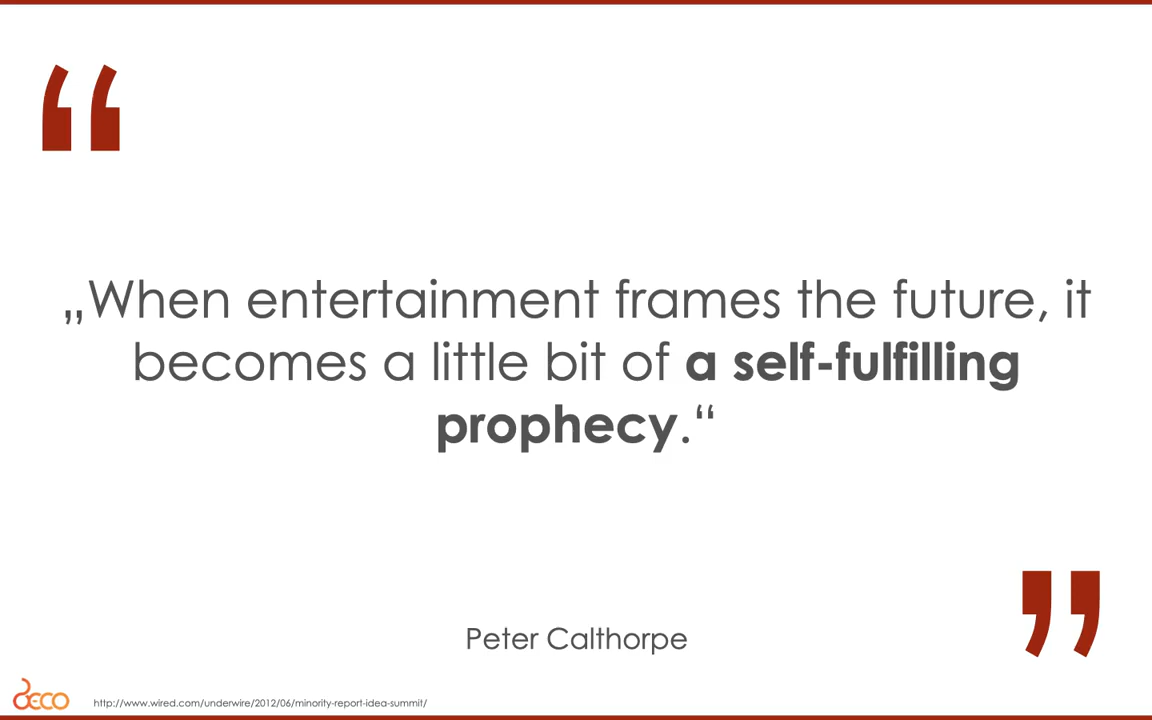 “
„When entertainment frames the future, it
becomes a little bit of a self-fulfilling
prophecy.“
”
Peter Calthorpe
DECO
http://www.wired.com/underwire/2012/06/minority-report-idea-summit/